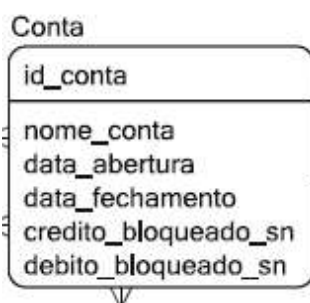 Conta
id_conta
nome_conta
data_abertura
data_fechamento
credito_bloqueado_sn
debito_bloqueado_sn